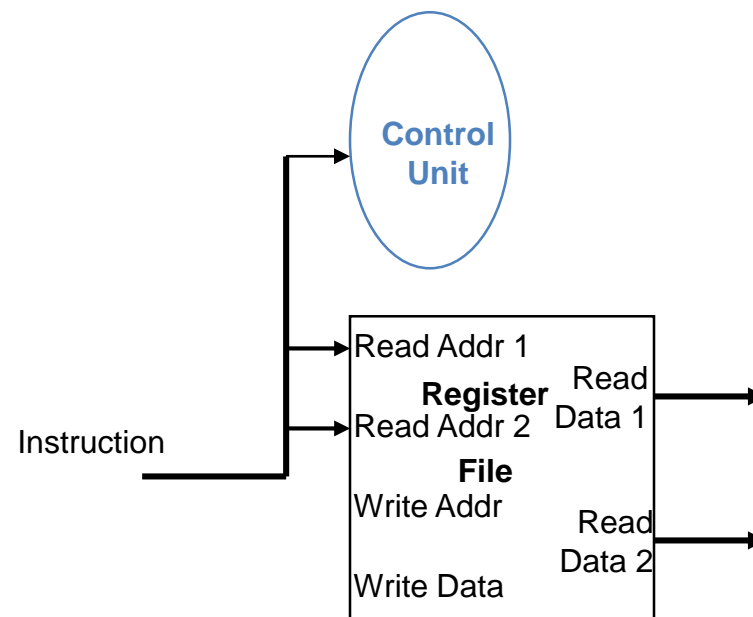 Control
Unit
Read Addr 1
Register
Read
Data 1
Read Addr 2
Instruction
File
Write Addr
Read
Data 2
Write Data